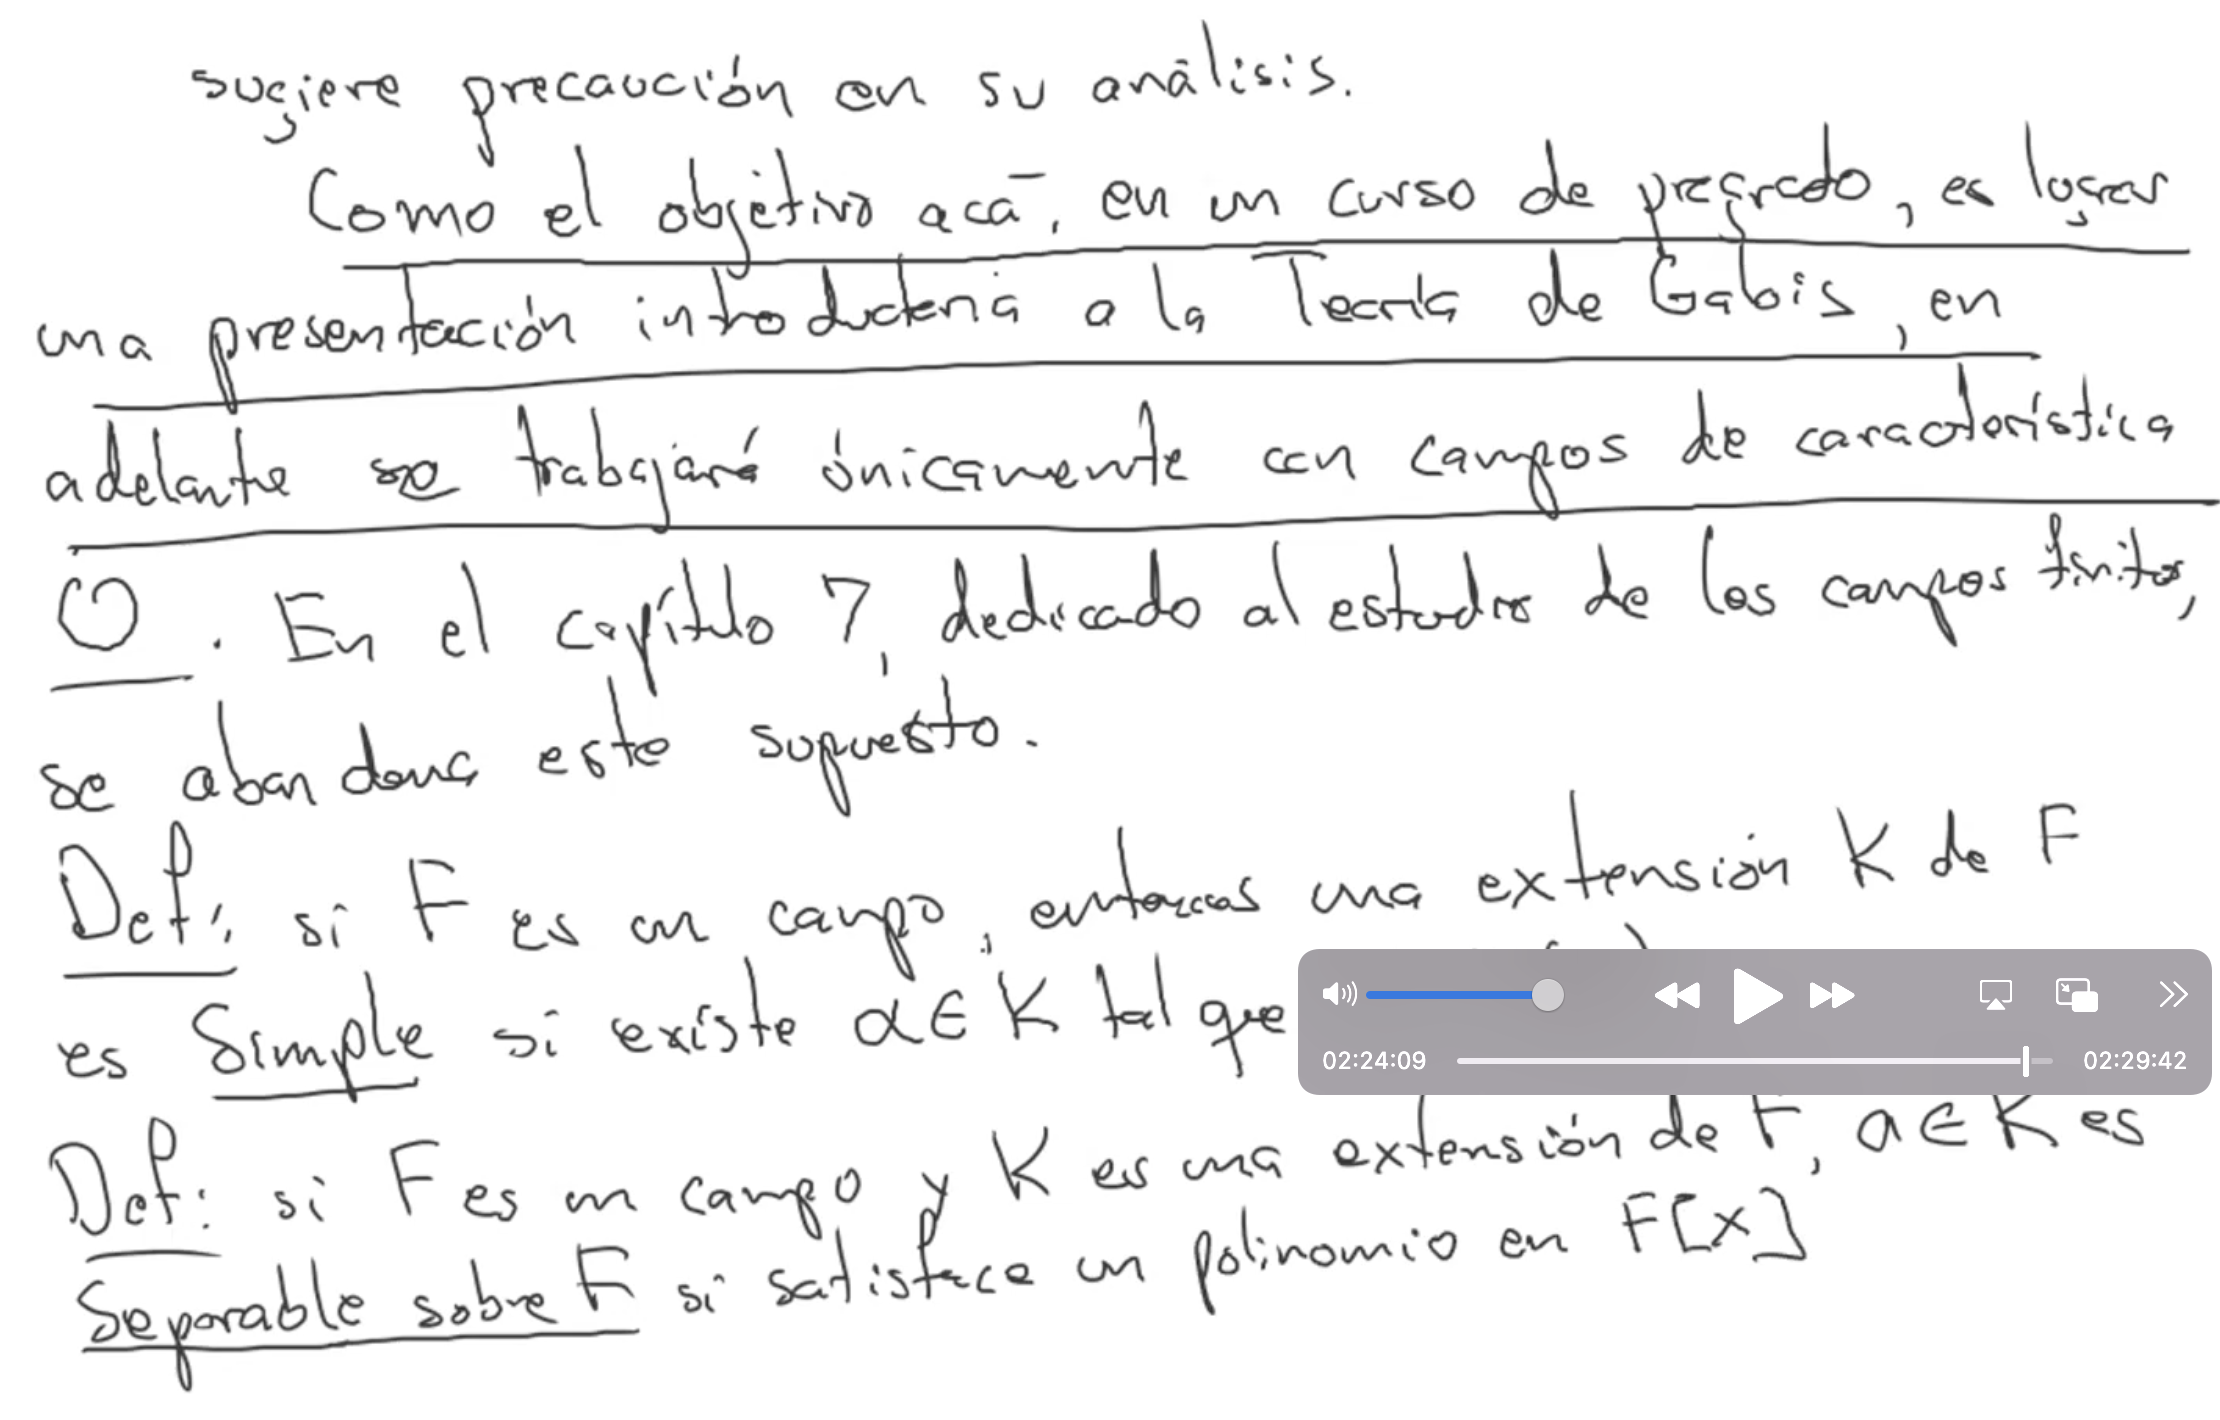 sugiere precaución en su análisis.
Como el objetivo acá, en un curso de pregrado, es lograr
una presentación introductoria a la Teoría de Galois, en
adelante se trabajará únicamente con campos de característica
0. En el capítulo 7, dedicado al estudio de los campos finitos,
se abandona este supuesto.
Def: si F es un campo, entonces una extensión K de F
es simple si existe α ∈ K tal que
02:24:09 02:29:42
Def: si F es un campo y K es una extensión de F, a ∈ K es
separable sobre F si satisface un polinomio en F[x]